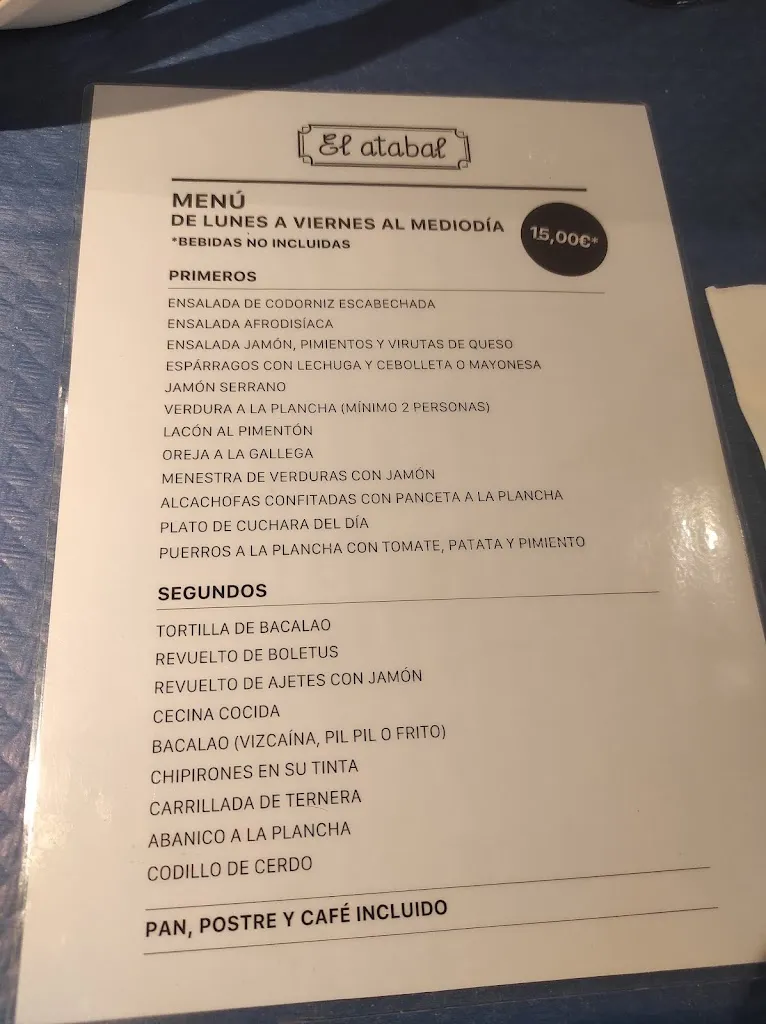 El atabal
MENÚ
DE LUNES A VIERNES AL MEDIODÍA
*BEBIDAS NO INCLUIDAS
15,00€*
PRIMEROS
ENSALADA DE CODORNIZ ESCABECHADA
ENSALADA AFRODISÍACA
ENSALADA JAMÓN, PIMIENTOS Y VIRUTAS DE QUESO
ESPÁRRAGOS CON LECHUGA Y CEBOLLETA O MAYONESA
JAMÓN SERRANO
VERDURA A LA PLANCHA (MÍNIMO 2 PERSONAS)
LACÓN AL PIMENTÓN
OREJA A LA GALLEGA
MENESTRA DE VERDURAS CON JAMÓN
ALCACHOFAS CONFITADAS CON PANCETA A LA PLANCHA
PLATO DE CUCHARA DEL DÍA
PUERROS A LA PLANCHA CON TOMATE, PATATA Y PIMIENTO
SEGUNDOS
TORTILLA DE BACALAO
REVUELTO DE BOLETUS
REVUELTO DE AJETES CON JAMÓN
CECINA COCIDA
BACALAO (VIZCAÍNA, PIL PIL O FRITO)
CHIPIRONES EN SU TINTA
CARRILLADA DE TERNERA
ABANICO A LA PLANCHA
CODILLO DE CERDO
PAN, POSTRE Y CAFÉ INCLUIDO